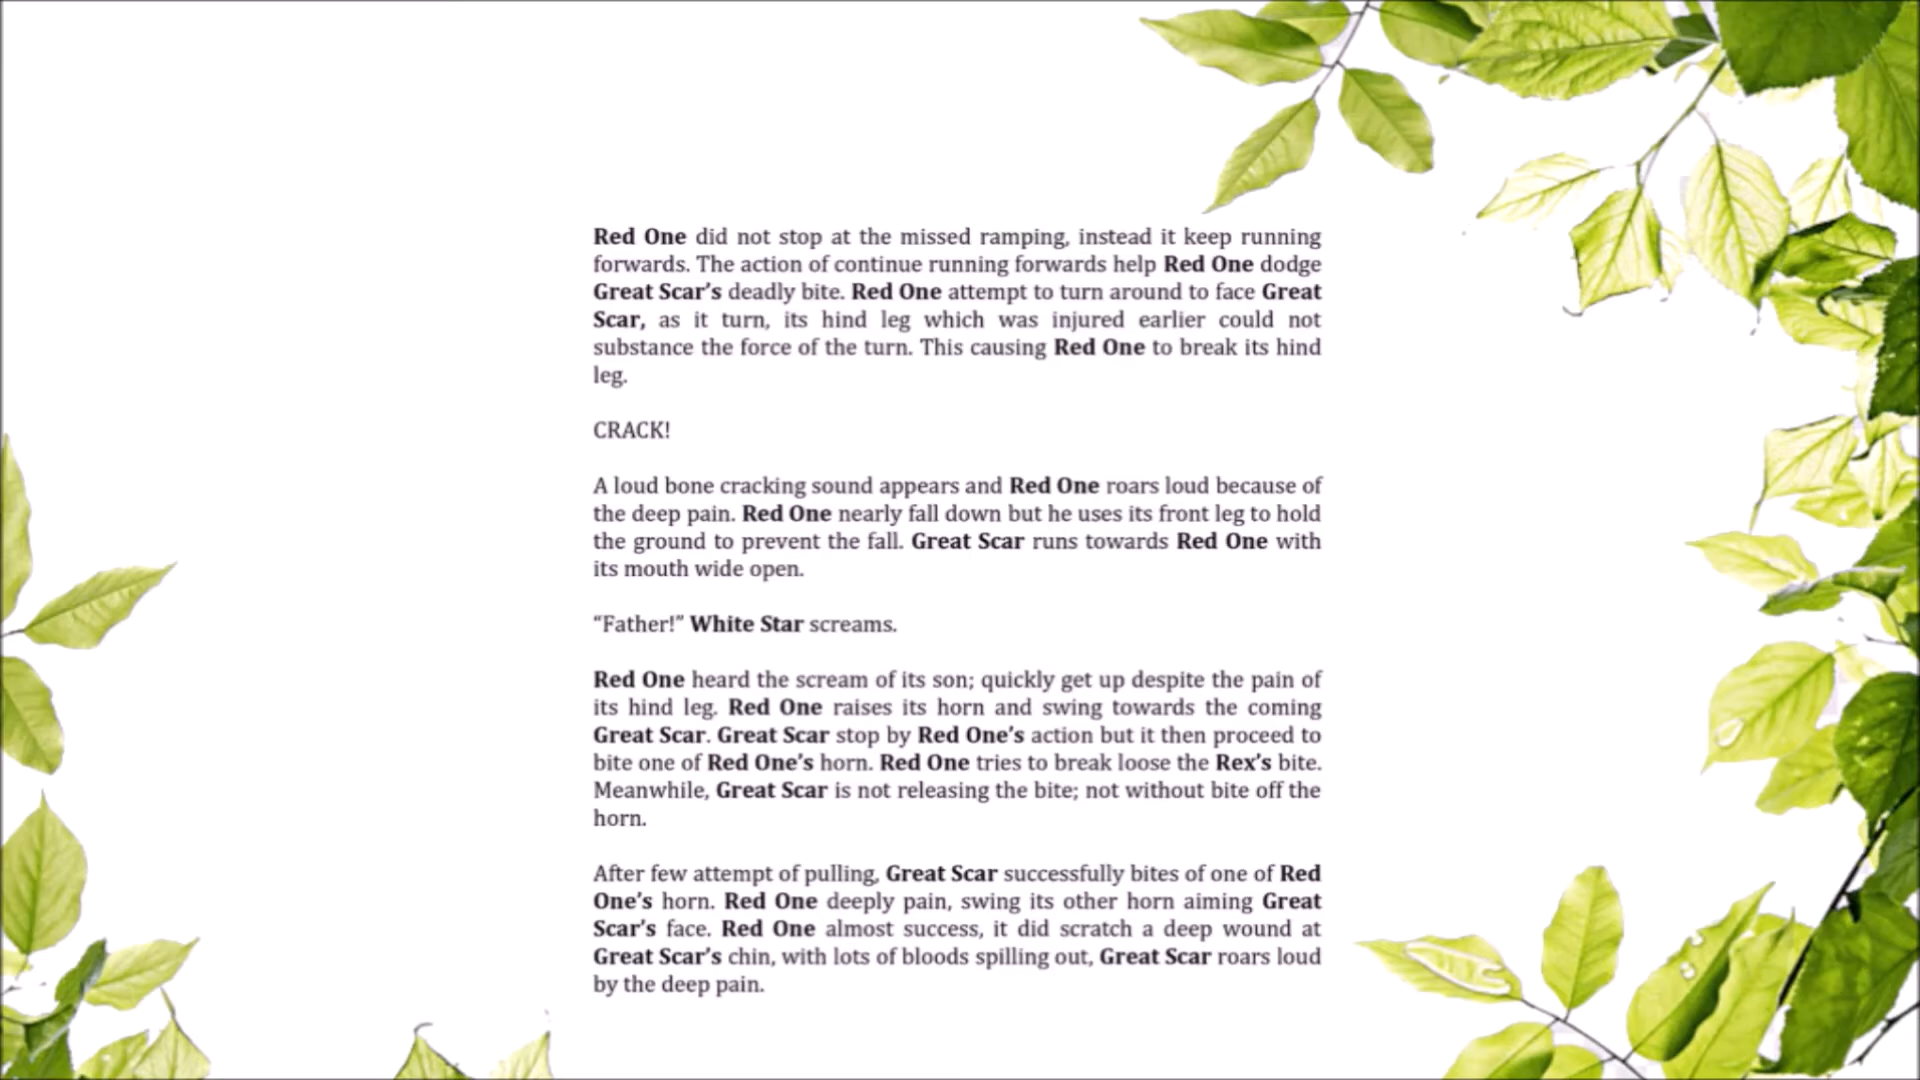 Red One did not stop at the missed ramping, instead it keep running
forwards. The action of continue running forwards help Red One dodge
Great Scar’s deadly bite. Red One attempt to turn around to face Great
Scar, as it turn, its hind leg which was injured earlier could not
substance the force of the turn. This causing Red One to break its hind
leg.
CRACK!
A loud bone cracking sound appears and Red One roars loud because of
the deep pain. Red One nearly fall down but he uses its front leg to hold
the ground to prevent the fall. Great Scar runs towards Red One with
its mouth wide open.
“Father!” White Star screams.
Red One heard the scream of its son; quickly get up despite the pain of
its hind leg. Red One raises its horn and swing towards the coming
Great Scar. Great Scar stop by Red One’s action but it then proceed to
bite one of Red One’s horn. Red One tries to break loose the Rex’s bite.
Meanwhile, Great Scar is not releasing the bite; not without bite off the
horn.
After few attempt of pulling, Great Scar successfully bites of one of Red
One’s horn. Red One deeply pain, swing its other horn aiming Great
Scar’s face. Red One almost success, it did scratch a deep wound at
Great Scar’s chin, with lots of bloods spilling out, Great Scar roars loud
by the deep pain.